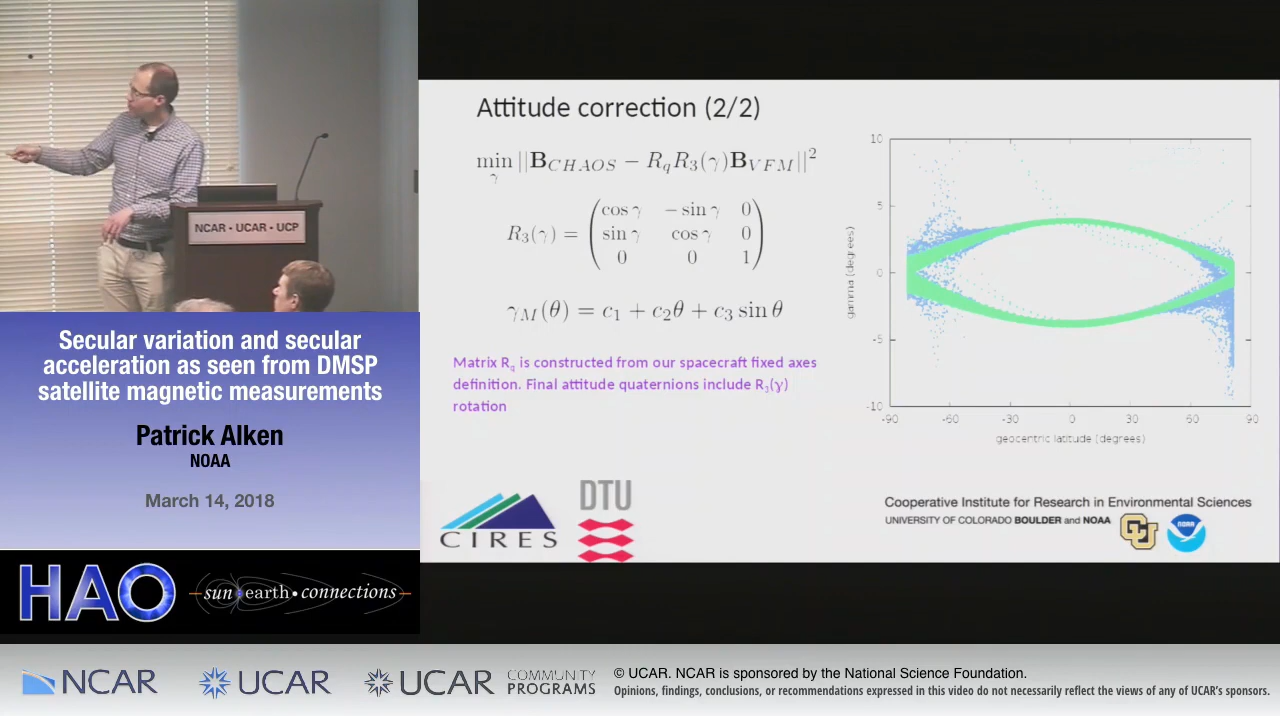 NCAR • UCAR • UCP
Secular variation and secular
acceleration as seen from DMSP
satellite magnetic measurements
Patrick Alken
NOAA
March 14, 2018
HAO
sun • earth • connections
Attitude correction (2/2)
min ||B_CHAOS − R_q R_3(γ)B_VFM||²
γ
R_3(γ) = ( cos γ − sin γ 0
sin γ cos γ 0
0 0 1 )
γ_M(θ) = c_1 + c_2θ + c_3 sin θ
Matrix R_q is constructed from our spacecraft fixed axes
definition. Final attitude quaternions include R_3(γ)
rotation
gamma (degrees)
10
5
0
-5
-10
-90 -60 -30 0 30 60 90
geocentric latitude (degrees)
CIRES
DTU
Cooperative Institute for Research in Environmental Sciences
UNIVERSITY OF COLORADO BOULDER and NOAA
CU
NOAA
NCAR
UCAR
UCAR COMMUNITY
PROGRAMS
© UCAR. NCAR is sponsored by the National Science Foundation.
Opinions, findings, conclusions, or recommendations expressed in this video do not necessarily reflect the views of any of UCAR's sponsors.